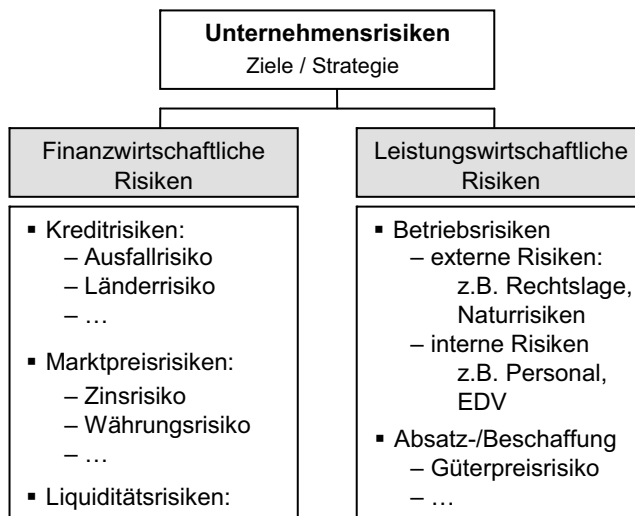 Unternehmensrisiken
Ziele / Strategie
Finanzwirtschaftliche
Risiken
▪ Kreditrisiken:
– Ausfallrisiko
– Länderrisiko
– …
▪ Marktpreisrisiken:
– Zinsrisiko
– Währungsrisiko
– …
▪ Liquiditätsrisiken:
Leistungswirtschaftliche
Risiken
▪ Betriebsrisiken
– externe Risiken:
z.B. Rechtslage,
Naturrisiken
– interne Risiken
z.B. Personal,
EDV
▪ Absatz-/Beschaffung
– Güterpreisrisiko
– …